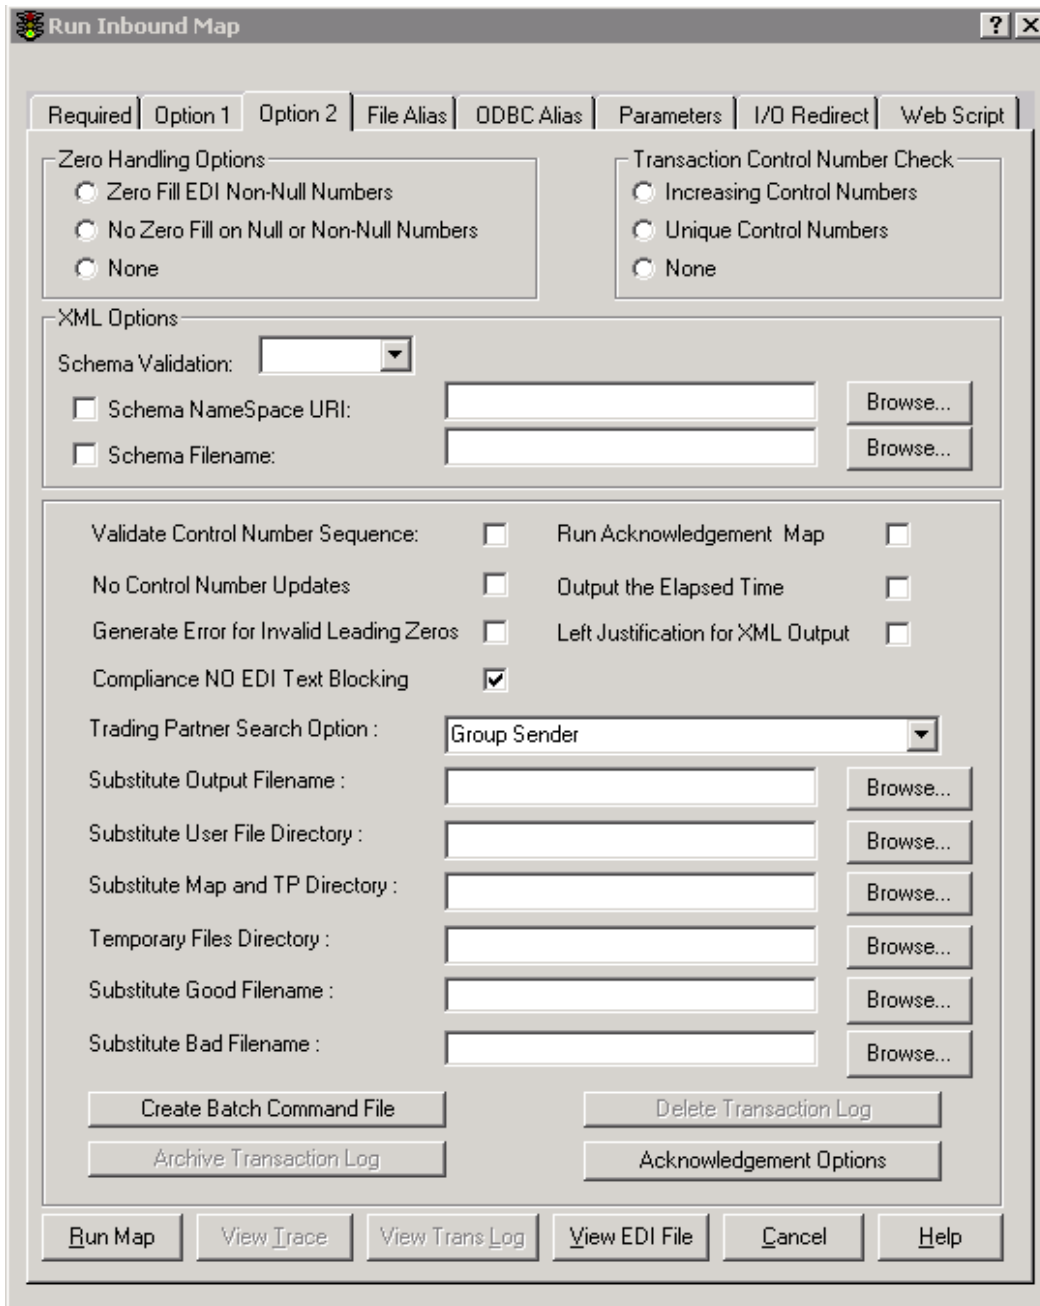 Run Inbound Map
Required Option 1 Option 2 File Alias ODBC Alias Parameters I/O Redirect Web Script
Zero Handling Options
Zero Fill EDI Non-Null Numbers
No Zero Fill on Null or Non-Null Numbers
None
Transaction Control Number Check
Increasing Control Numbers
Unique Control Numbers
None
XML Options
Schema Validation:
Schema NameSpace URI: Browse...
Schema Filename: Browse...
Validate Control Number Sequence: Run Acknowledgement Map
No Control Number Updates Output the Elapsed Time
Generate Error for Invalid Leading Zeros Left Justification for XML Output
Compliance NO EDI Text Blocking
Trading Partner Search Option : Group Sender
Substitute Output Filename : Browse...
Substitute User File Directory : Browse...
Substitute Map and TP Directory : Browse...
Temporary Files Directory : Browse...
Substitute Good Filename : Browse...
Substitute Bad Filename : Browse...
Create Batch Command File Delete Transaction Log
Archive Transaction Log Acknowledgement Options
Run Map View Trace View Trans Log View EDI File Cancel Help